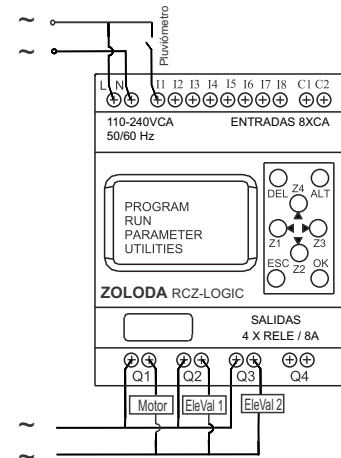 ~
~
Pluviómetro
L N I1 I2 I3 I4 I5 I6 I7 I8 C1 C2
110-240VCA ENTRADAS 8XCA
50/60 Hz
PROGRAM
RUN
PARAMETER
UTILITIES
DEL Z4 ALT
Z1 Z3
ESC Z2 OK
ZOLODA RCZ-LOGIC
SALIDAS
4 X RELE / 8A
Q1 Q2 Q3 Q4
Motor EleVal 1 EleVal 2
~
~